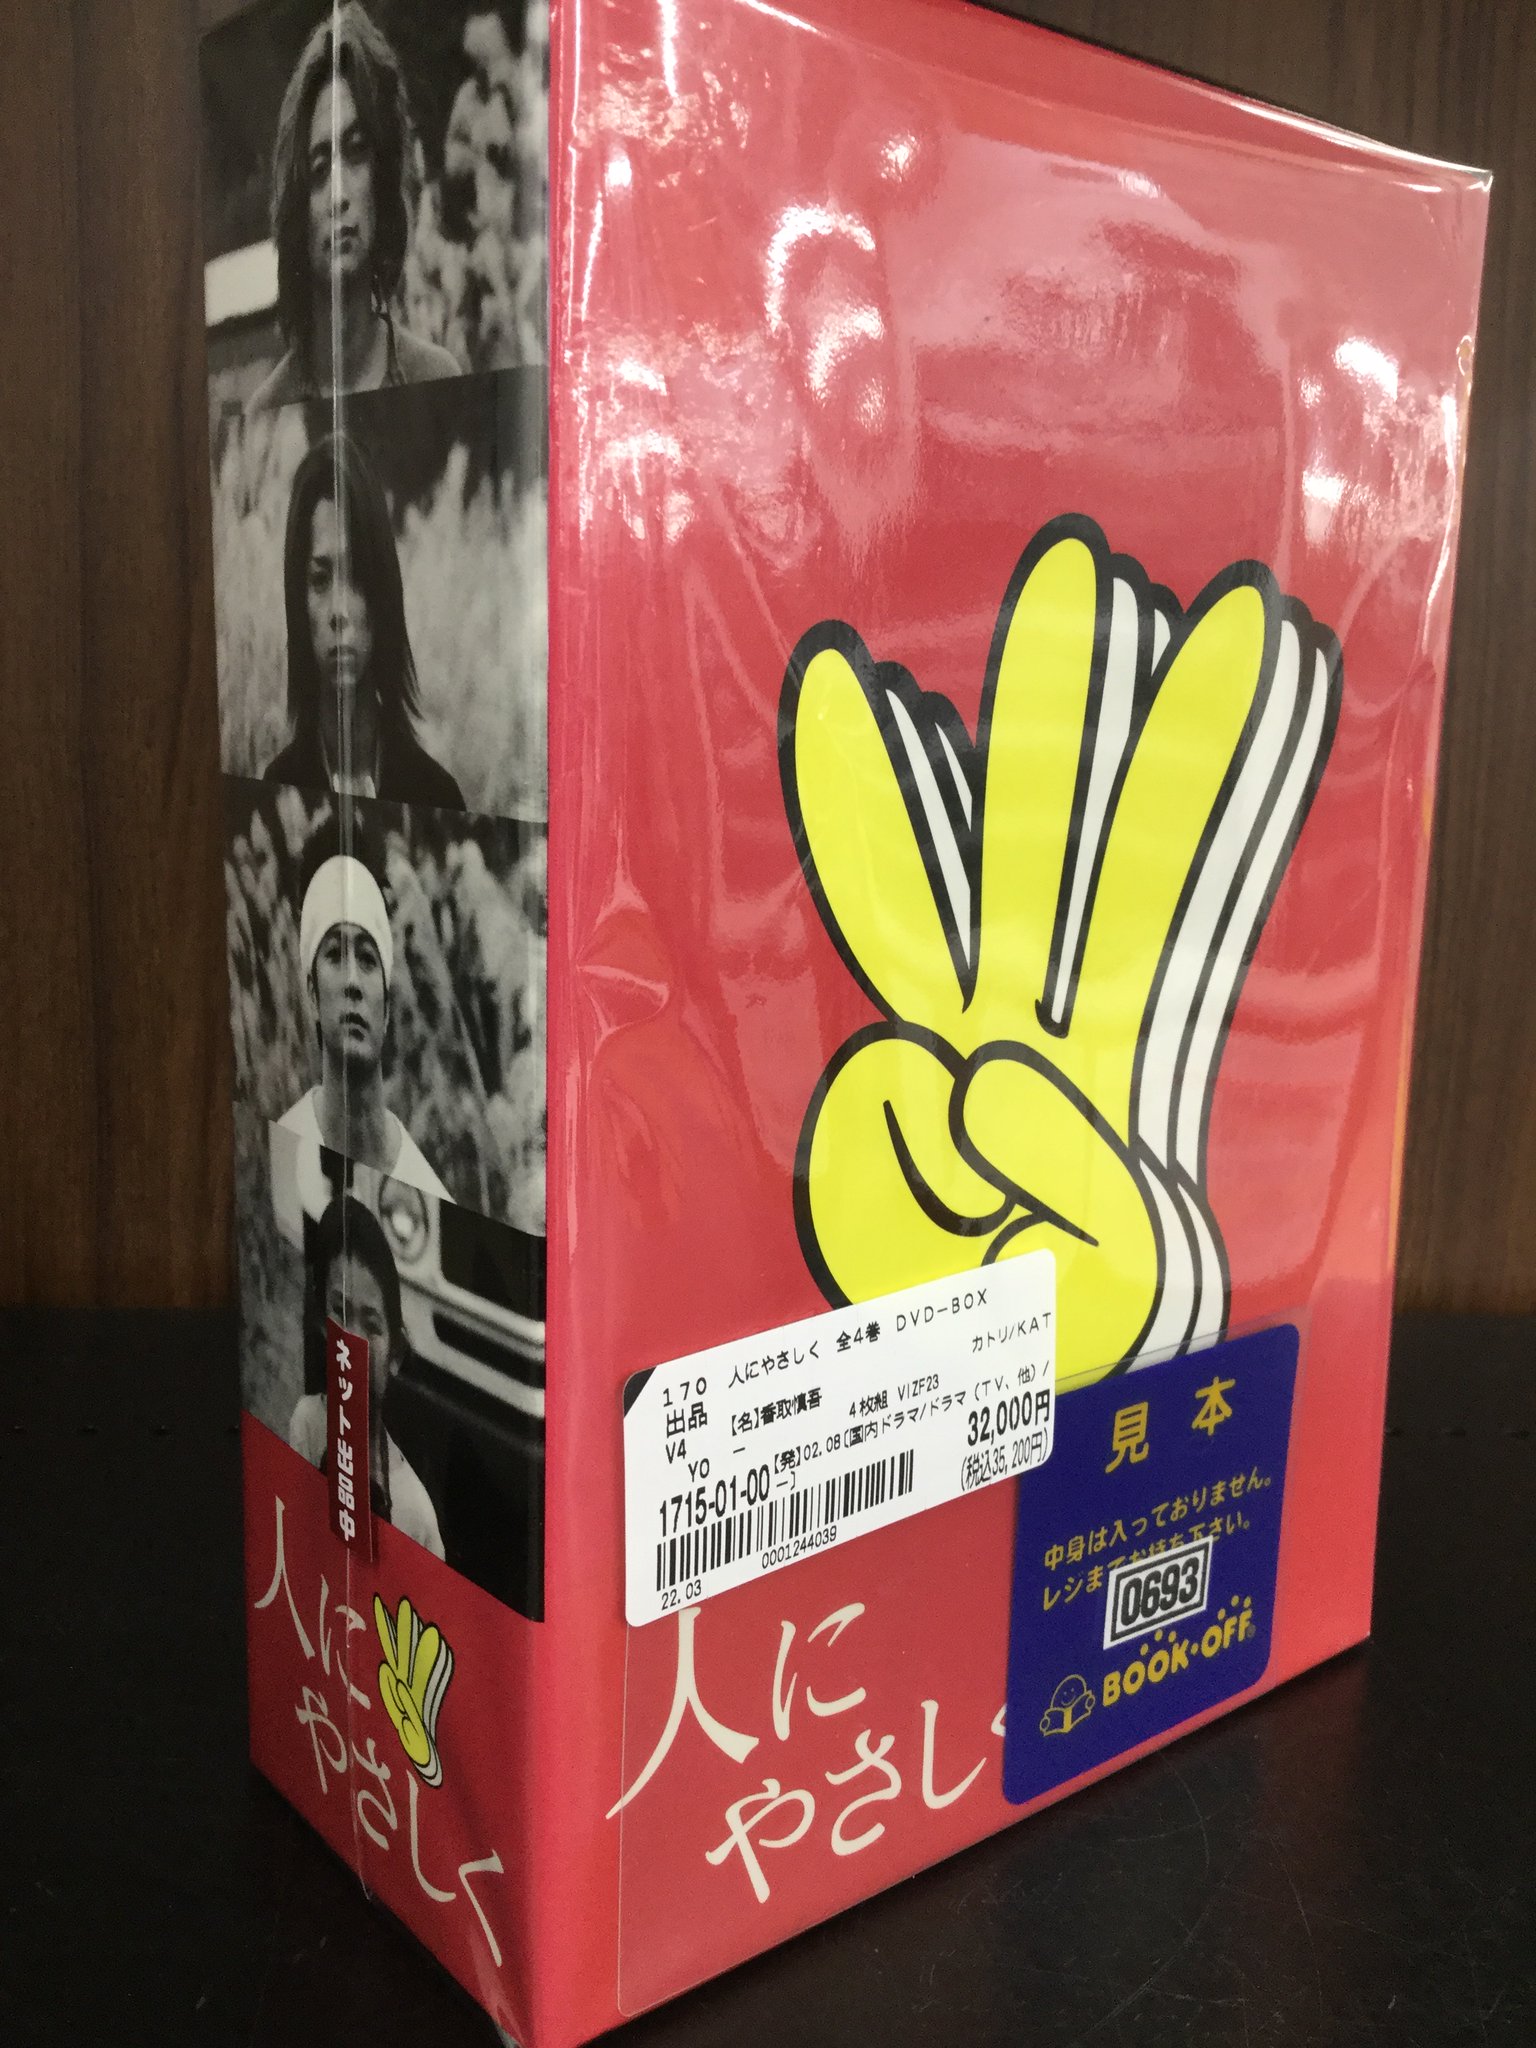 ネット出品中
人に
やさしく
170 人にやさしく 全4巻 DVD-BOX
出品 【名】香取慎吾 カトリ/KAT
V4 - 4枚組 VIZF23
YO 【発】02.08〔国内ドラマ/ドラマ(TV、他)/
-〕
1715-01-00
32,000円
(税込35,200円)
0001244039
22.03
見本
中身は入っておりません。
レジまでお持ち下さい。
0693
BOOK・OFF
人に
やさしく